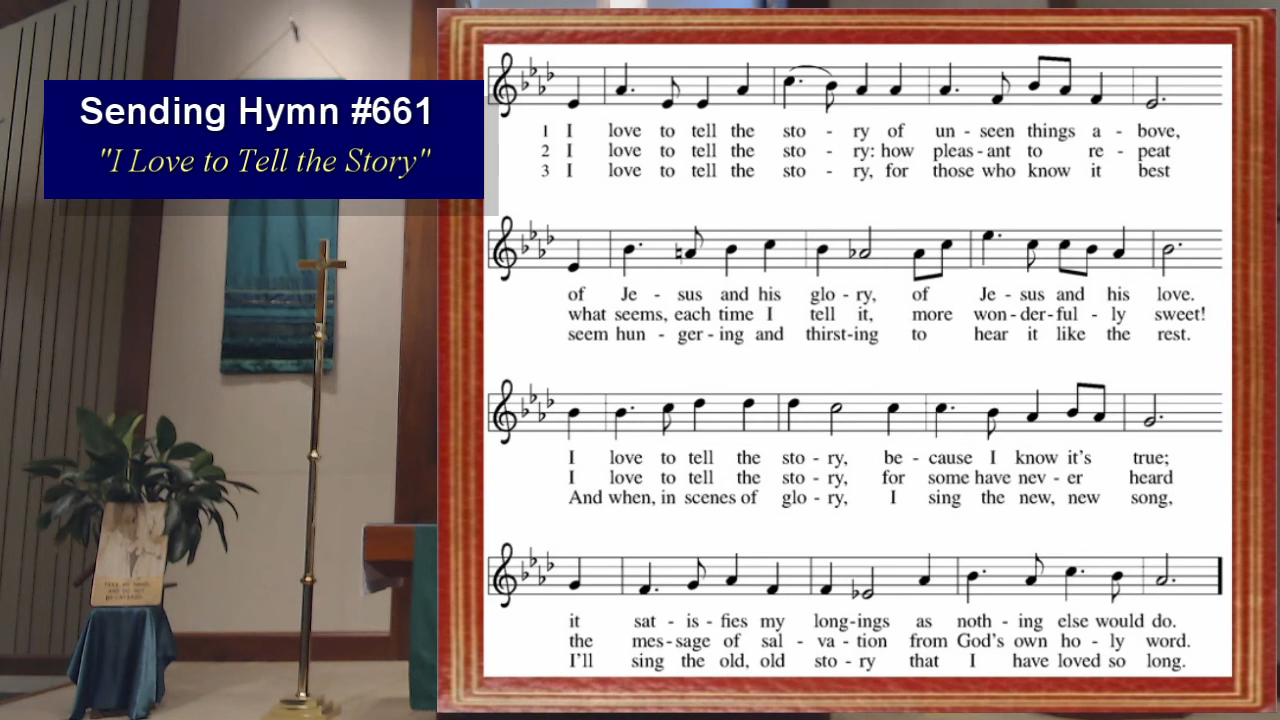 Sending Hymn #661
"I Love to Tell the Story"
1 I love to tell the sto - ry of un - seen things a - bove,
2 I love to tell the sto - ry: how pleas - ant to re - peat
3 I love to tell the sto - ry, for those who know it best
of Je - sus and his glo - ry, of Je - sus and his love.
what seems, each time I tell it, more won - der - ful - ly sweet!
seem hun - ger - ing and thirst-ing to hear it like the rest.
I love to tell the sto - ry, be - cause I know it's true;
I love to tell the sto - ry, for some have nev - er heard
And when, in scenes of glo - ry, I sing the new, new song,
it sat - is - fies my long-ings as noth - ing else would do.
the mes - sage of sal - va - tion from God's own ho - ly word.
I'll sing the old, old sto - ry that I have loved so long.